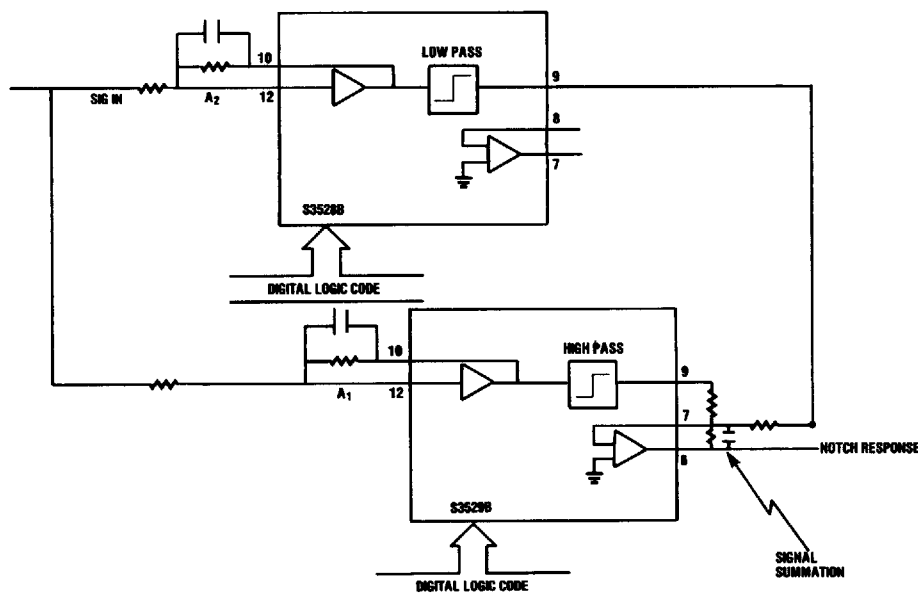 10
LOW PASS
9
SIG IN
A2
12
8
7
S3528B
DIGITAL LOGIC CODE
10
HIGH PASS
9
A1
12
7
6
NOTCH RESPONSE
S3529B
SIGNAL
SUMMATION
DIGITAL LOGIC CODE